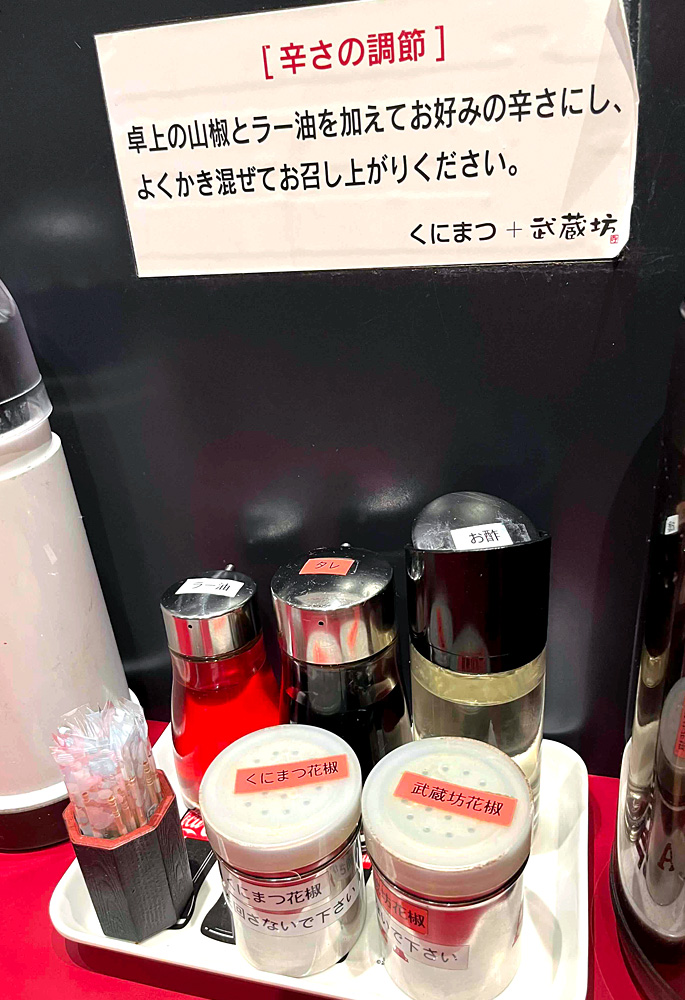 [辛さの調節]
卓上の山椒とラー油を加えてお好みの辛さにし、
よくかき混ぜてお召し上がりください。
くにまつ+武蔵坊
ラー油
タレ
お酢
くにまつ花椒
武蔵坊花椒
くにまつ花椒
回さないで下さい
坊花椒
いで下さい
A